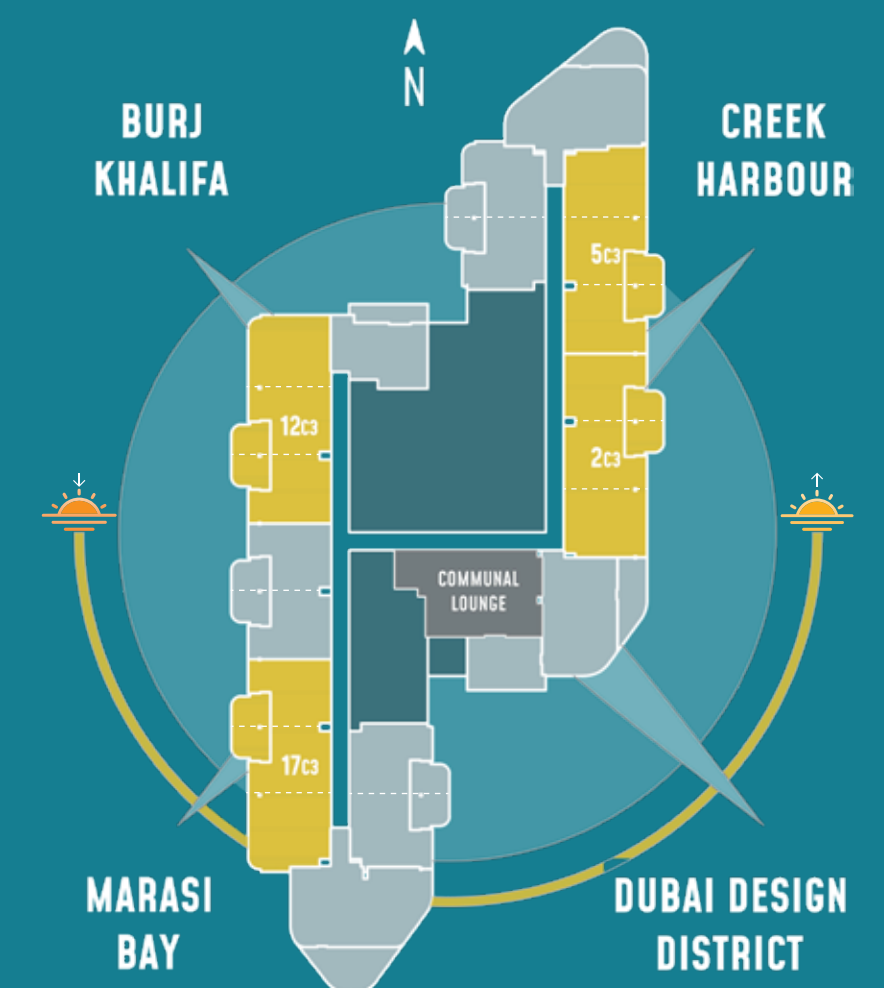 N
BURJ
KHALIFA
CREEK
HARBOUR
5C3
12C3
2C3
COMMUNAL
LOUNGE
17C3
MARASI
BAY
DUBAI DESIGN
DISTRICT